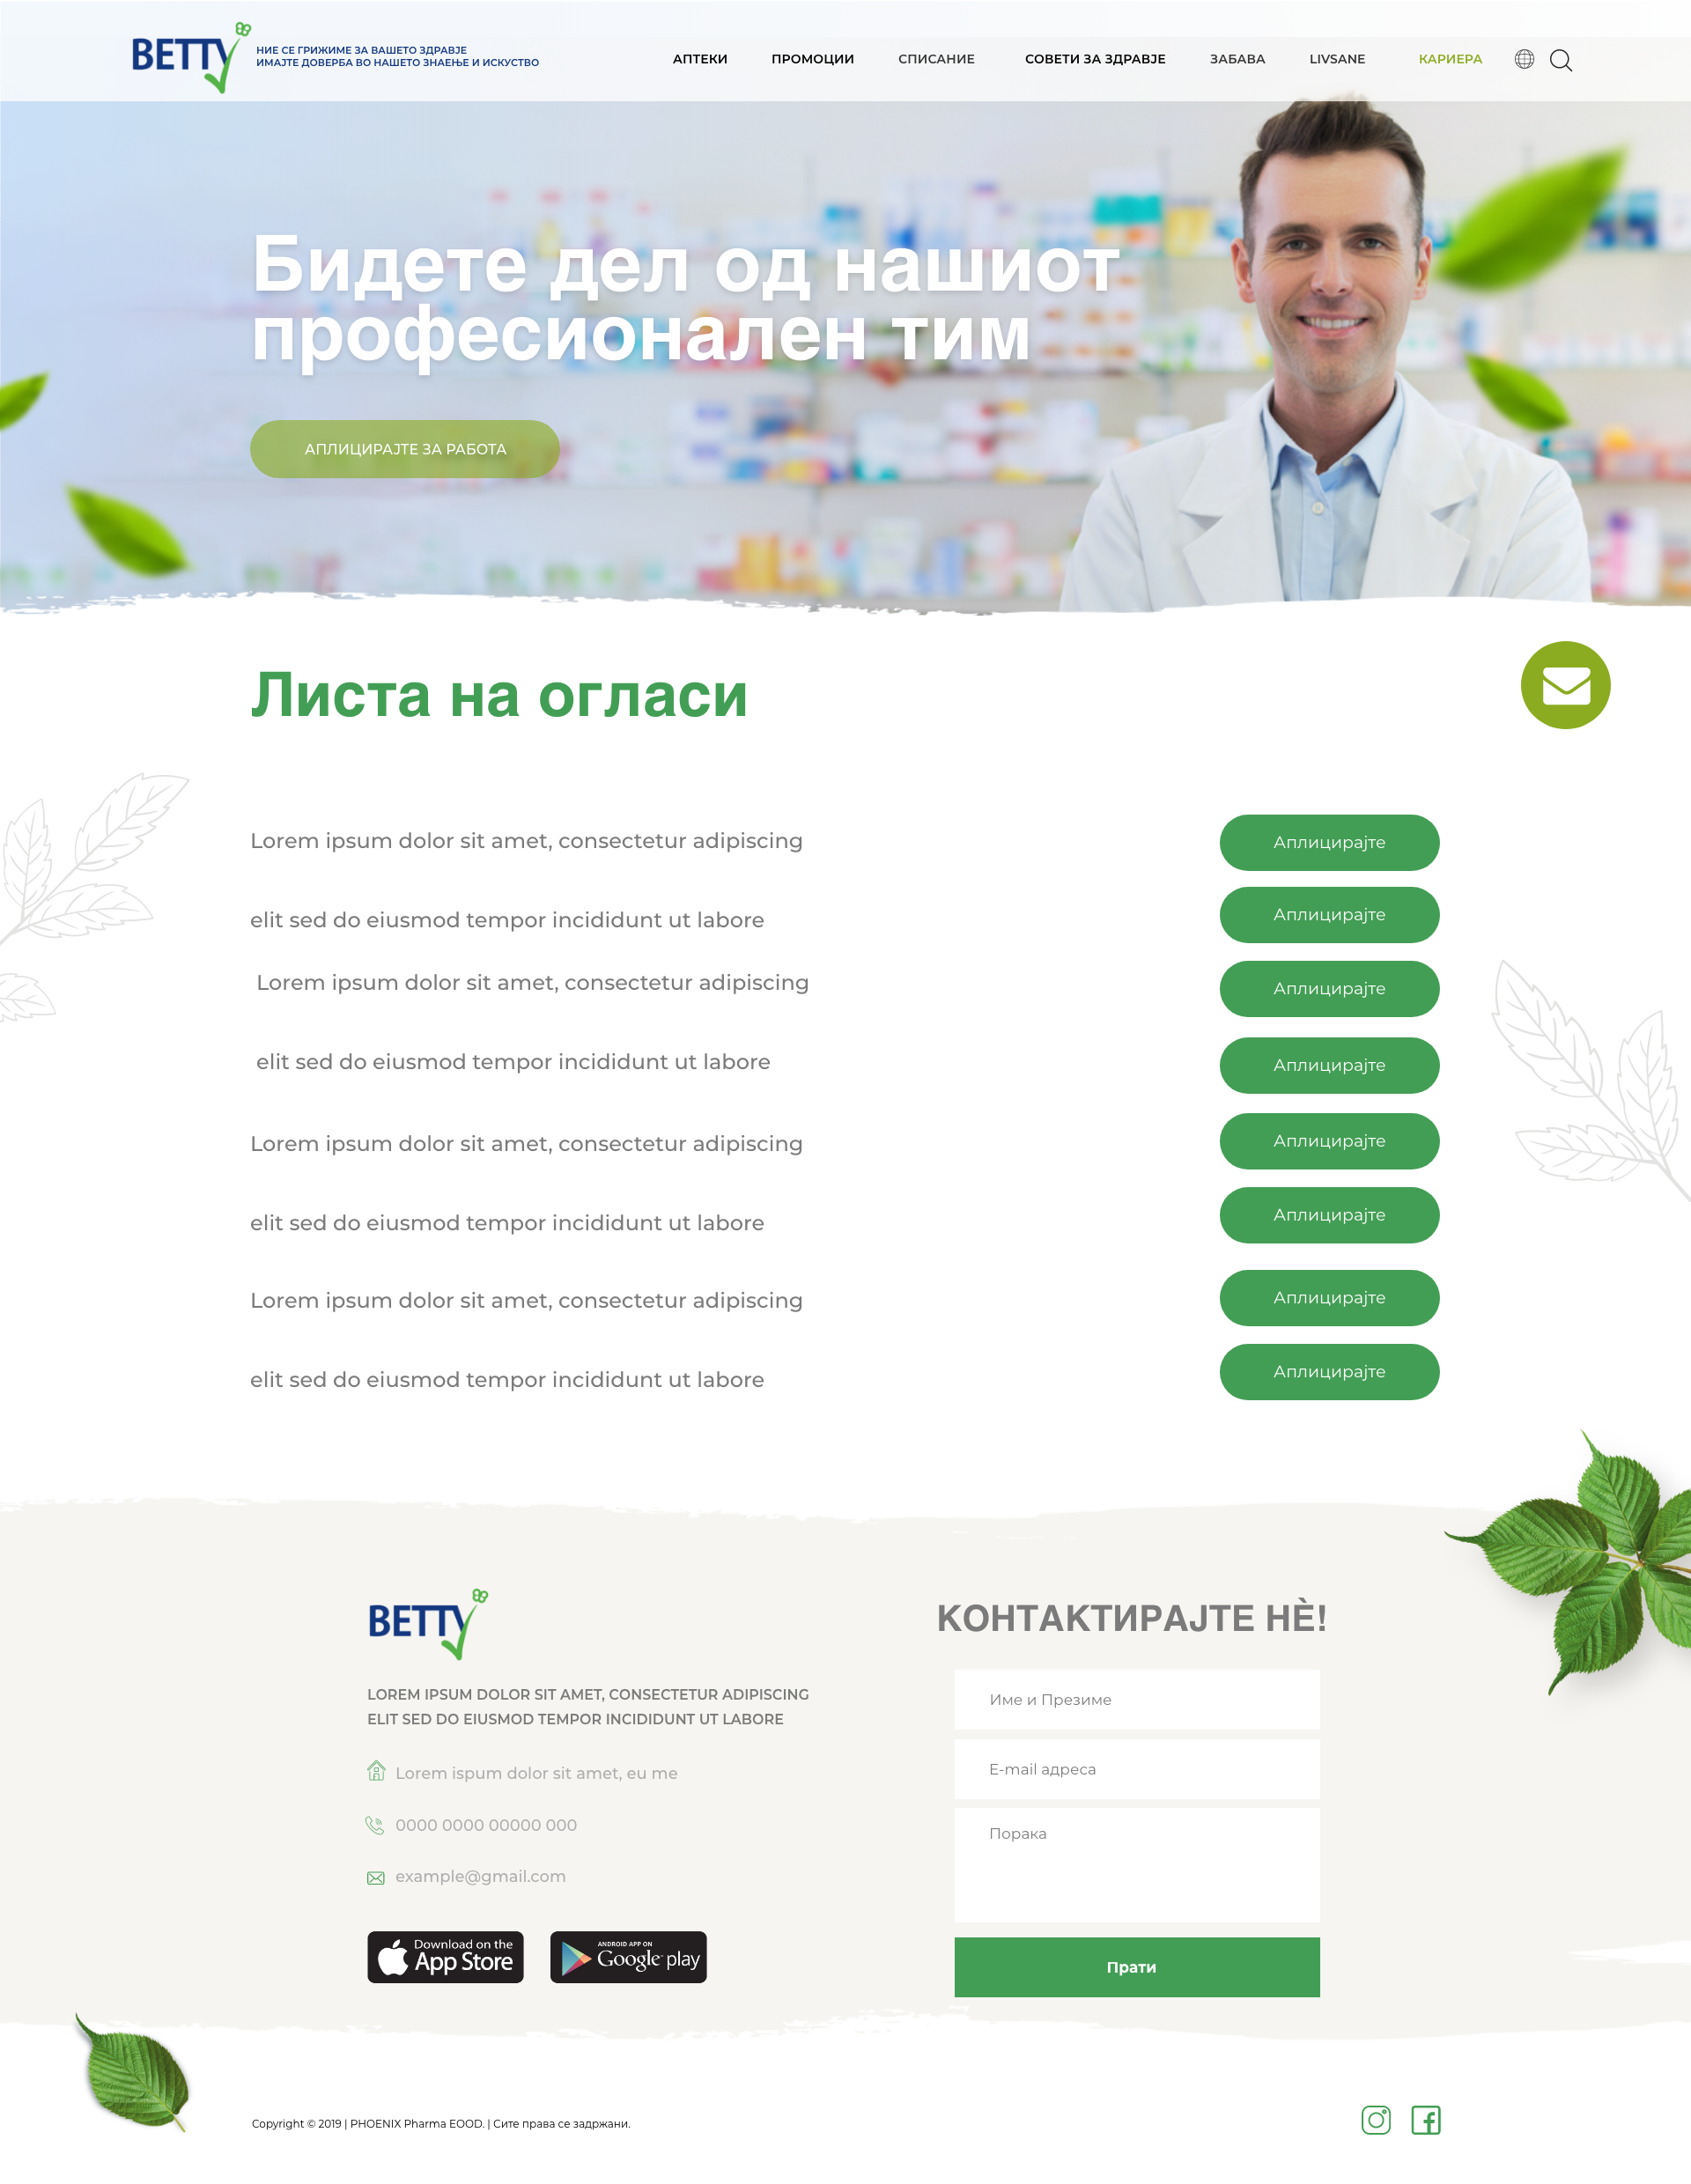 BETTY
НИЕ СЕ ГРИЖИМЕ ЗА ВАШЕТО ЗДРАВЈЕ
ИМАЈТЕ ДОВЕРБА ВО НАШЕТО ЗНАЕЊЕ И ИСКУСТВО
АПТЕКИ ПРОМОЦИИ СПИСАНИЕ СОВЕТИ ЗА ЗДРАВЈЕ ЗАБАВА LIVSANE КАРИЕРА
Бидете дел од нашиот
професионален тим
АПЛИЦИРАЈТЕ ЗА РАБОТА
Листа на огласи
Lorem ipsum dolor sit amet, consectetur adipiscing
Аплицирајте
elit sed do eiusmod tempor incididunt ut labore
Аплицирајте
Lorem ipsum dolor sit amet, consectetur adipiscing
Аплицирајте
elit sed do eiusmod tempor incididunt ut labore
Аплицирајте
Lorem ipsum dolor sit amet, consectetur adipiscing
Аплицирајте
elit sed do eiusmod tempor incididunt ut labore
Аплицирајте
Lorem ipsum dolor sit amet, consectetur adipiscing
Аплицирајте
elit sed do eiusmod tempor incididunt ut labore
Аплицирајте
BETTY
LOREM IPSUM DOLOR SIT AMET, CONSECTETUR ADIPISCING
ELIT SED DO EIUSMOD TEMPOR INCIDIDUNT UT LABORE
Lorem ispum dolor sit amet, eu me
0000 0000 00000 000
example@gmail.com
Download on the
App Store
ANDROID APP ON
Google play
КОНТАКТИРАЈТЕ НЀ!
Име и Презиме
E-mail адреса
Порака
Прати
Copyright © 2019 | PHOENIX Pharma EOOD. | Сите права се задржани.